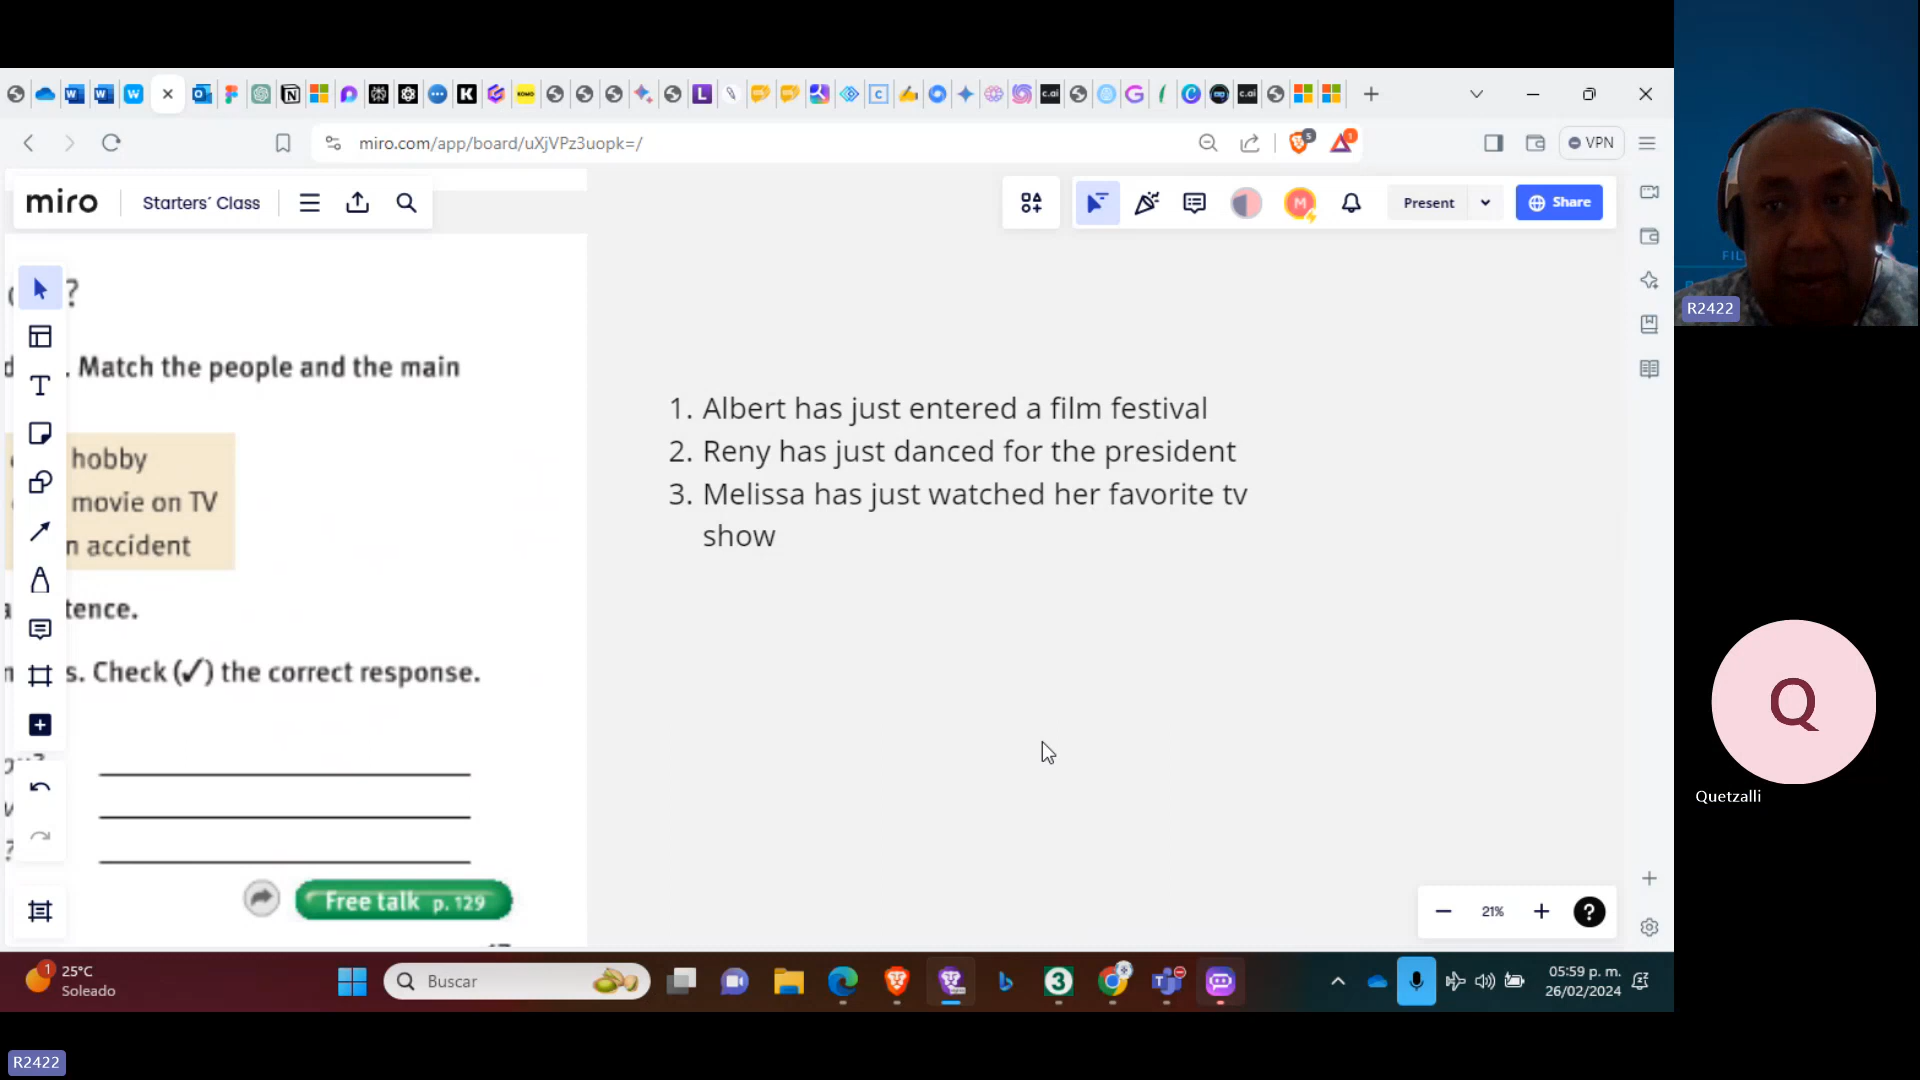 miro.com/app/board/uXjVPz3uopk=/
VPN
miro
Starters´ Class
Present
Share
?
. Match the people and the main
hobby
movie on TV
n accident
tence.
s. Check (✓) the correct response.
Free talk p. 129
1. Albert has just entered a film festival
2. Reny has just danced for the president
3. Melissa has just watched her favorite tv
show
21%
R2422
Q
Quetzalli
25°C
Soleado
Buscar
05:59 p. m.
26/02/2024
R2422